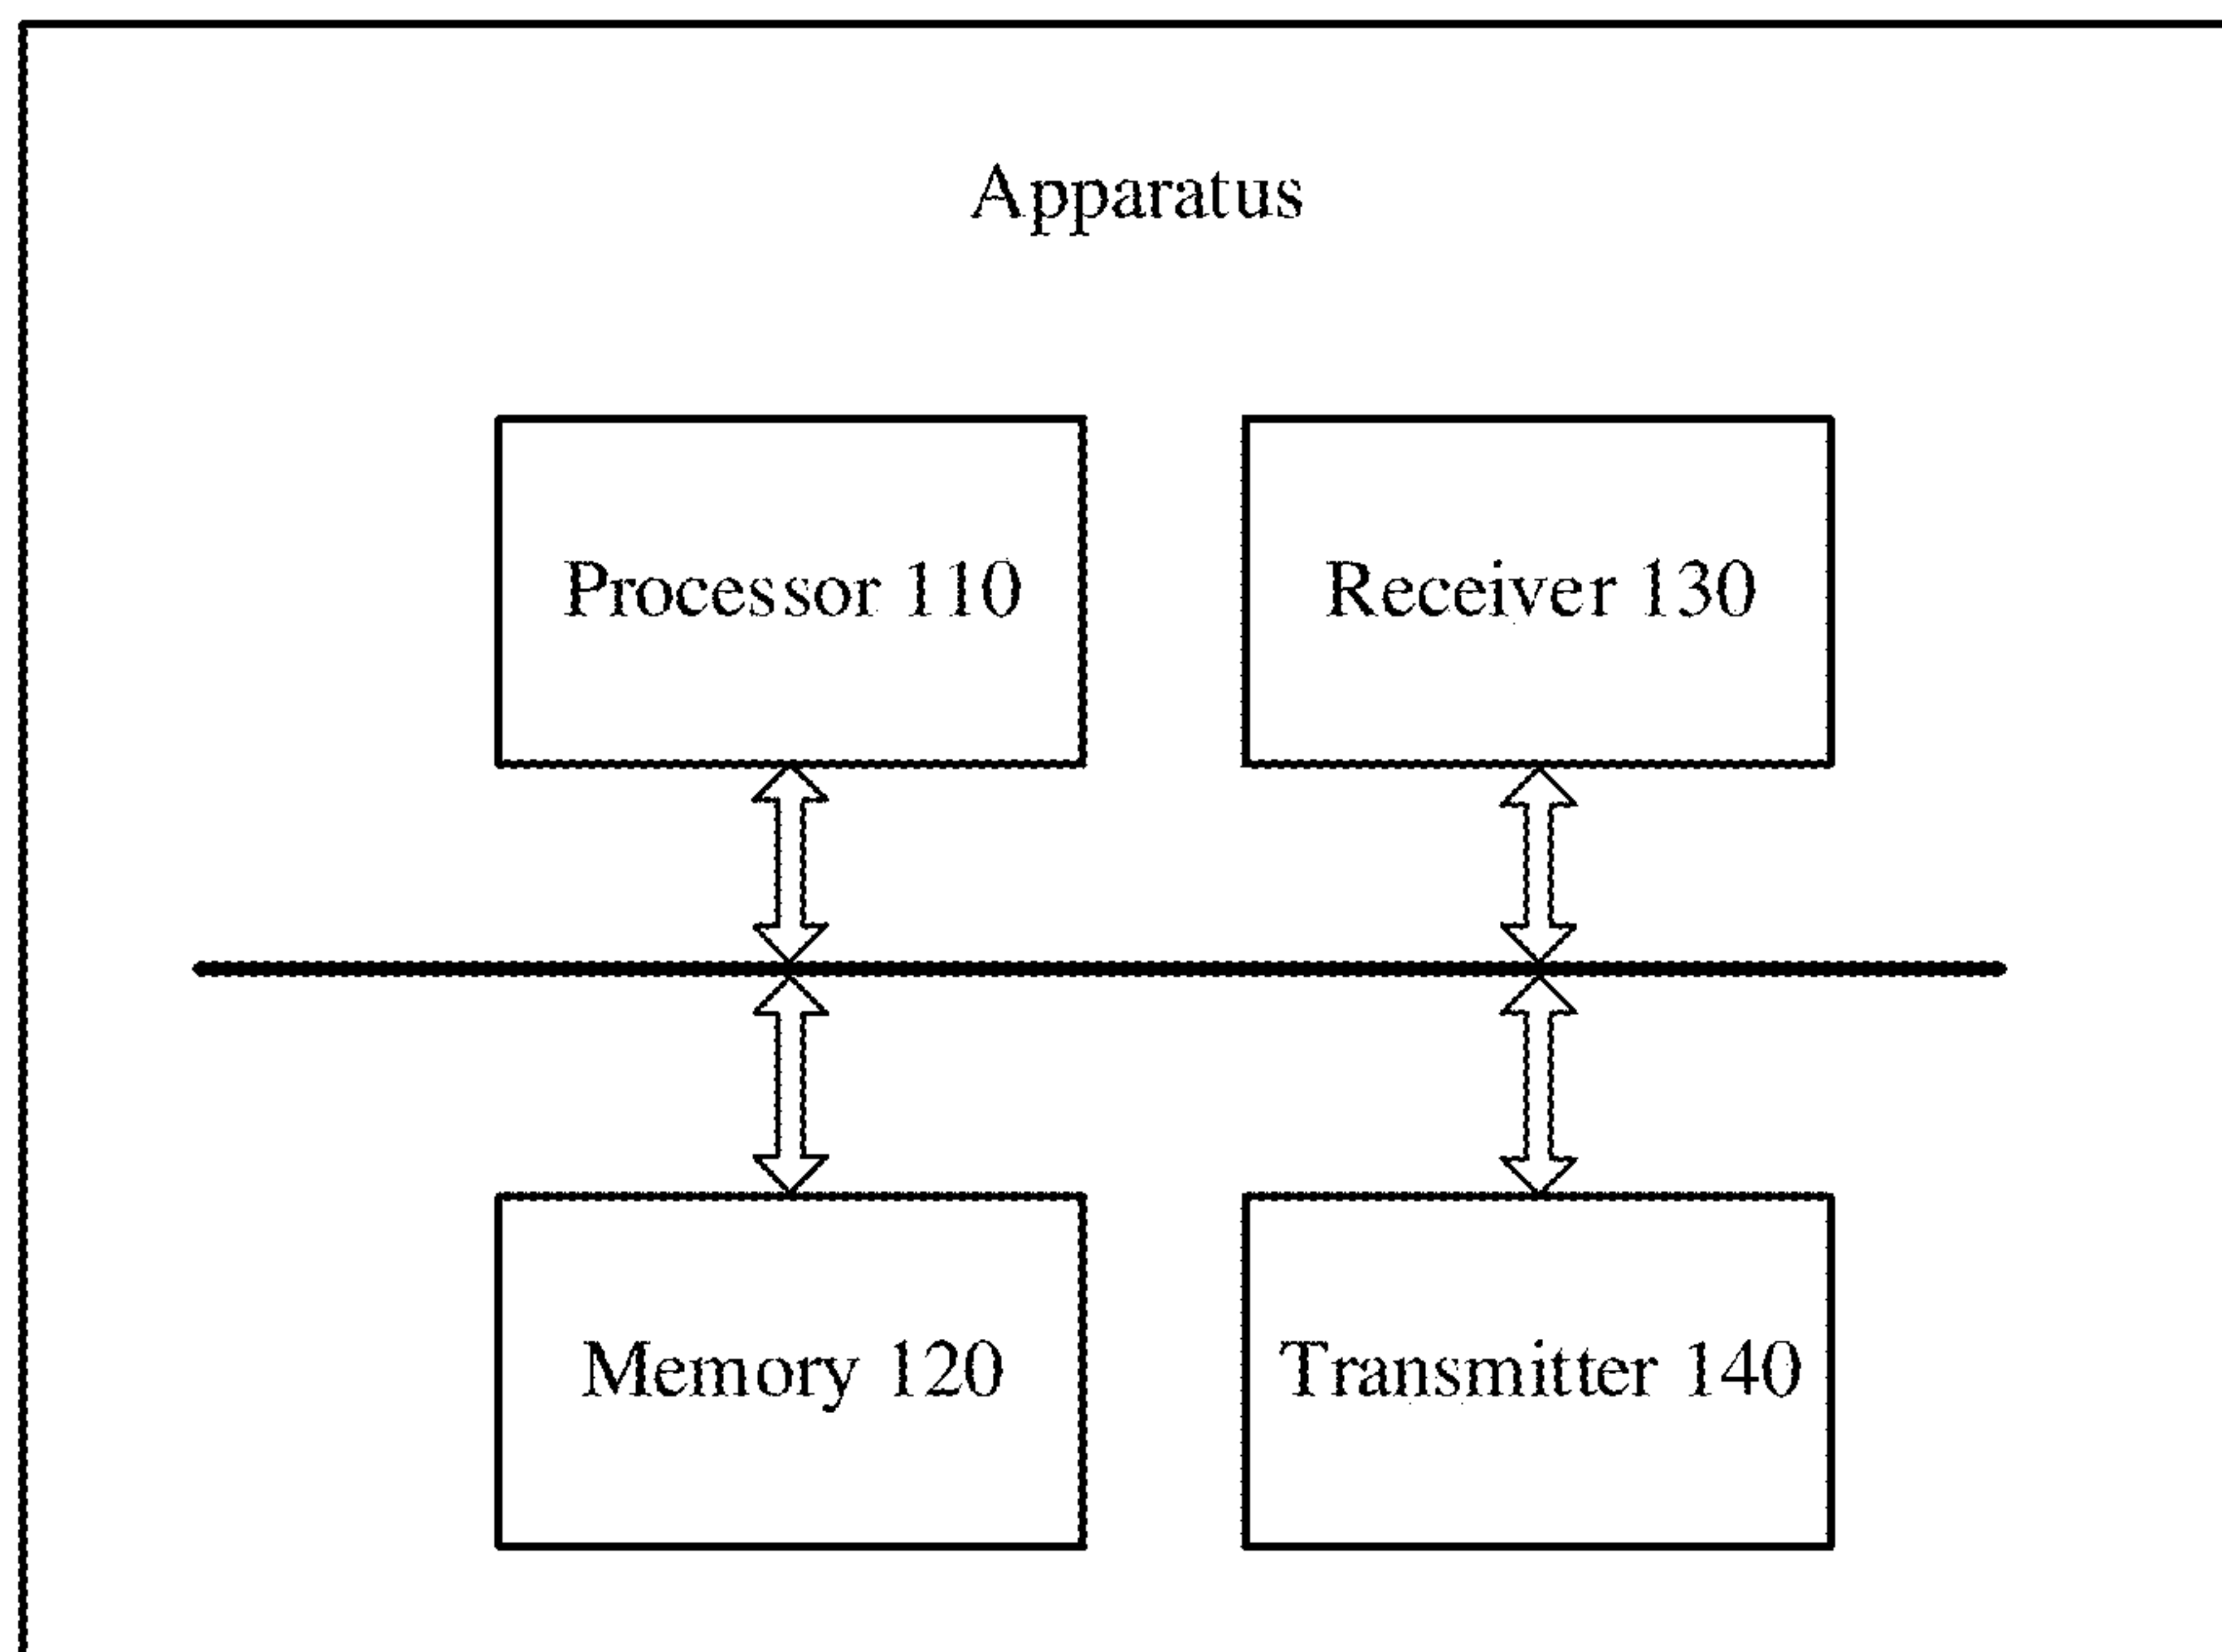 Apparatus
Processor 110
Receiver 130
Memory 120
Transmitter 140